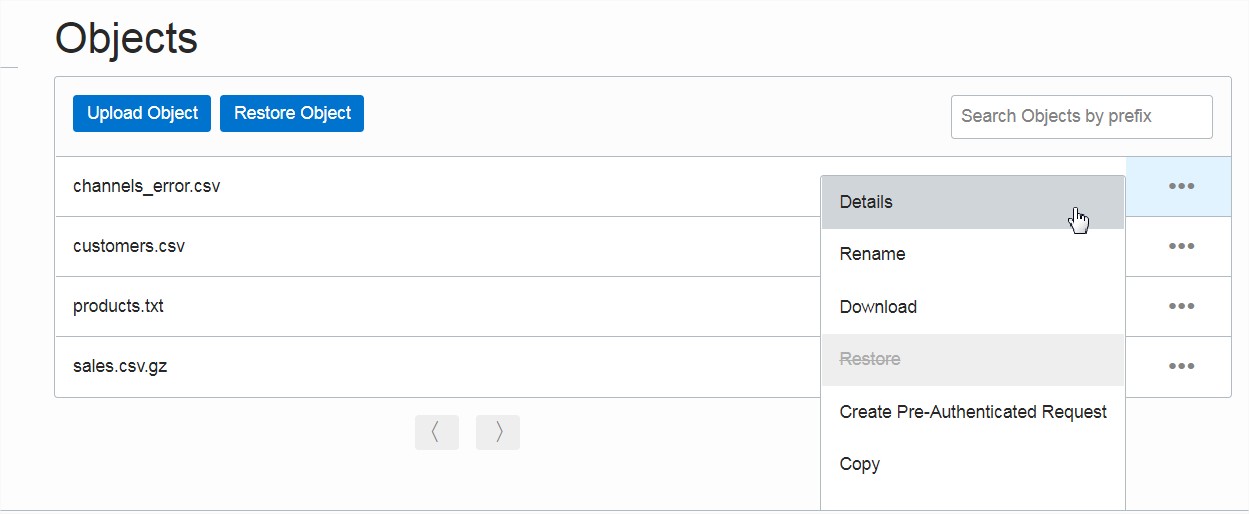 Objects
Upload Object Restore Object Search Objects by prefix
channels_error.csv
customers.csv
products.txt
sales.csv.gz
Details
Rename
Download
Restore
Create Pre-Authenticated Request
Copy